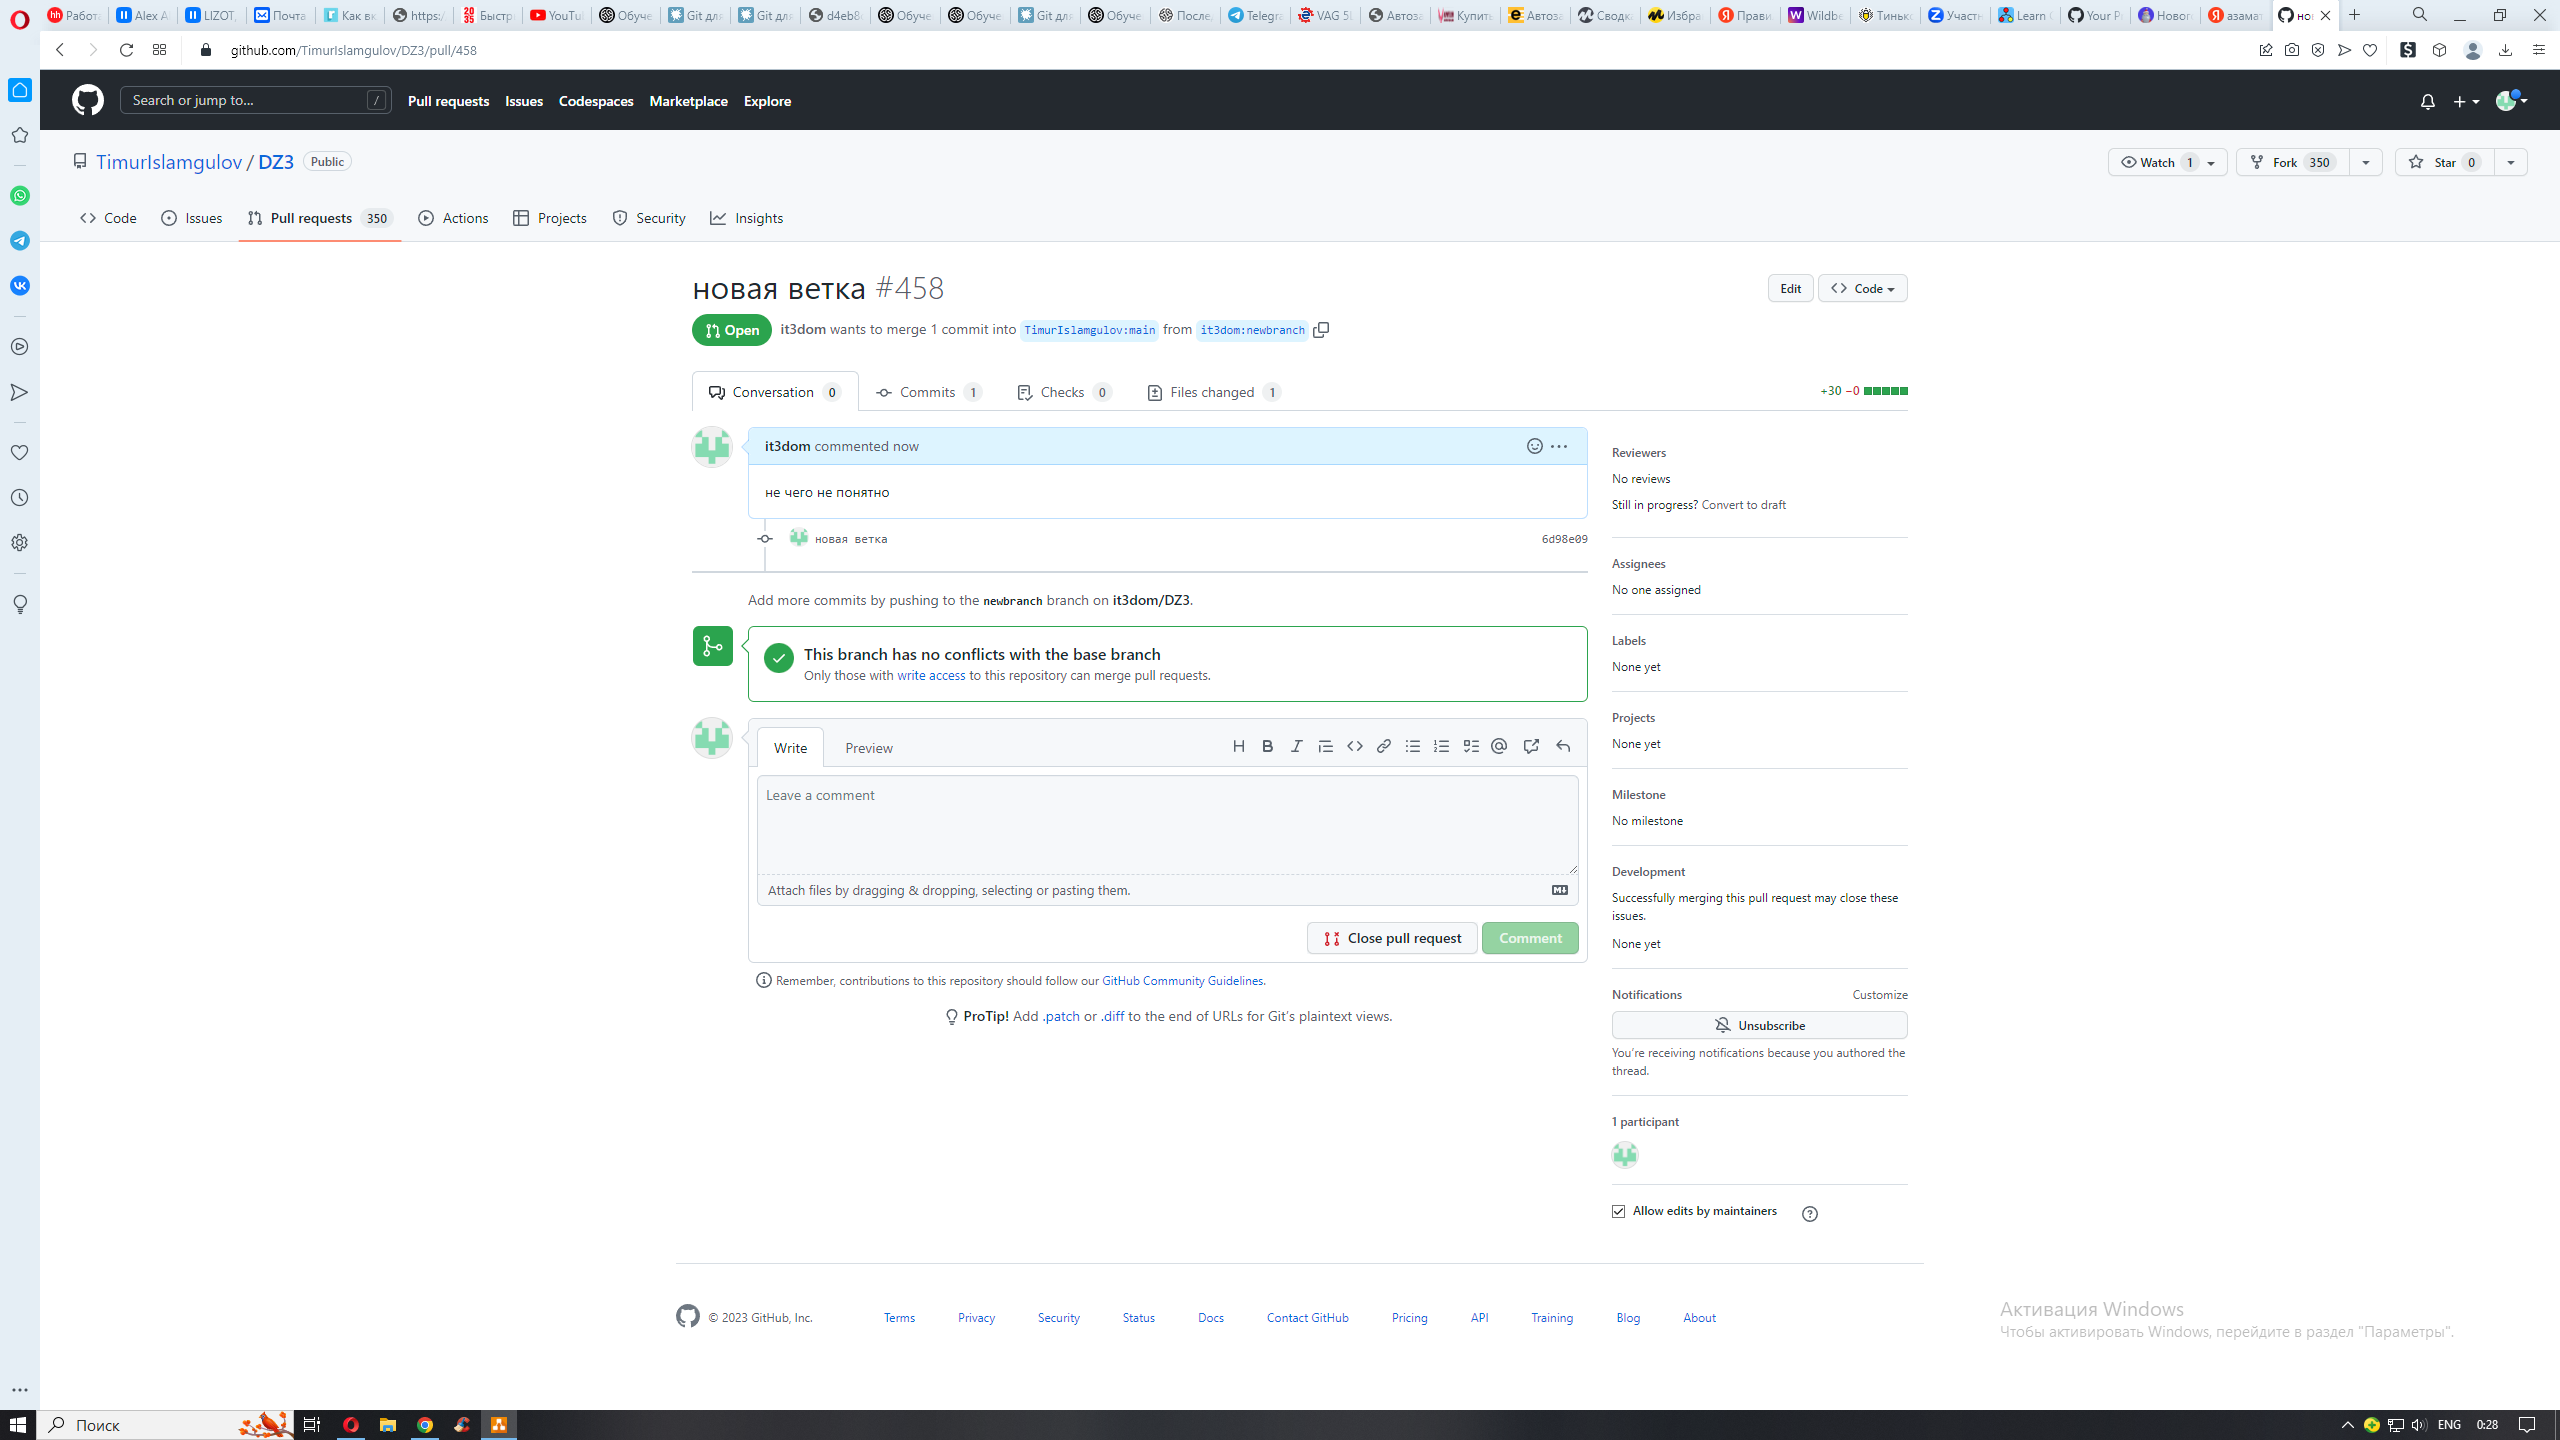 Работа
Alex A
LIZOT,
Почта
Как вк
https:/
Быстр
YouTu
Обуче
Git для
Git для
d4eb8
Обуче
Обуче
Git для
Обуче
После
Telegra
VAG 5
Автоза
Купить
Автоза
Сводк
Избра
Прави
Wildbe
Тинько
Участн
Learn
Your P
Новог
азамат
но
github.com/TimurIslamgulov/DZ3/pull/458
Search or jump to... /
Pull requests Issues Codespaces Marketplace Explore
TimurIslamgulov / DZ3 Public
Watch 1 Fork 350 Star 0
Code Issues Pull requests 350 Actions Projects Security Insights
новая ветка #458
Edit Code
Open it3dom wants to merge 1 commit into TimurIslamgulov:main from it3dom:newbranch
Conversation 0 Commits 1 Checks 0 Files changed 1 +30 −0
it3dom commented now
не чего не понятно
новая ветка 6d98e09
Add more commits by pushing to the newbranch branch on it3dom/DZ3.
This branch has no conflicts with the base branch
Only those with write access to this repository can merge pull requests.
Write Preview
Leave a comment
Attach files by dragging & dropping, selecting or pasting them.
Close pull request Comment
Remember, contributions to this repository should follow our GitHub Community Guidelines.
ProTip! Add .patch or .diff to the end of URLs for Git's plaintext views.
Reviewers
No reviews
Still in progress? Convert to draft
Assignees
No one assigned
Labels
None yet
Projects
None yet
Milestone
No milestone
Development
Successfully merging this pull request may close these
issues.
None yet
Notifications Customize
Unsubscribe
You're receiving notifications because you authored the
thread.
1 participant
Allow edits by maintainers
© 2023 GitHub, Inc. Terms Privacy Security Status Docs Contact GitHub Pricing API Training Blog About
Активация Windows
Чтобы активировать Windows, перейдите в раздел "Параметры".
Поиск
ENG 0:28